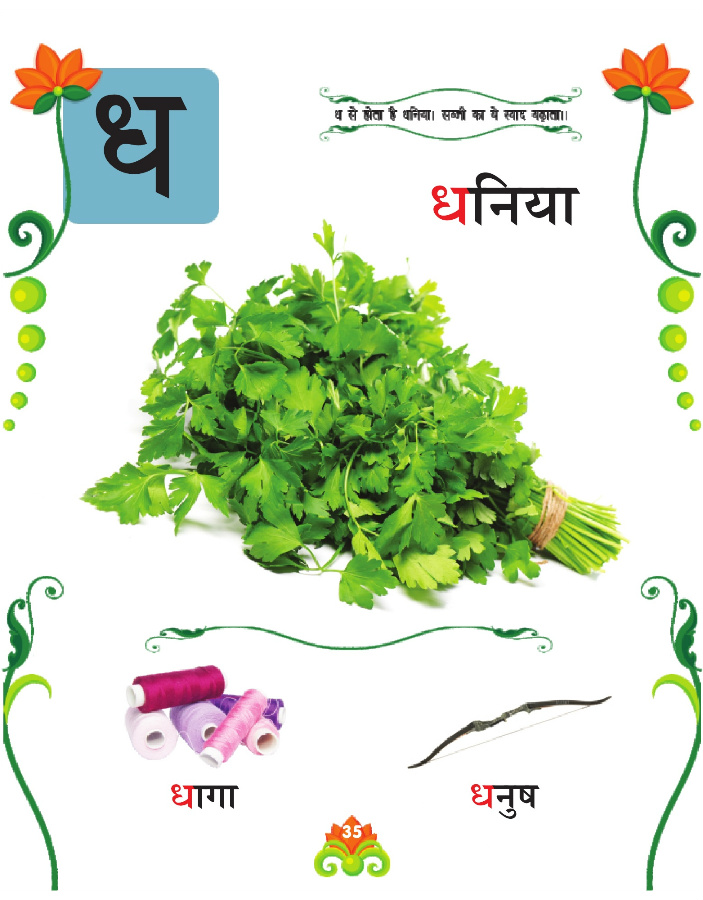 ध
ध से होता है धनिया। सब्जी का ये स्वाद बढ़ाता।।
धनिया
धागा
धनुष
35